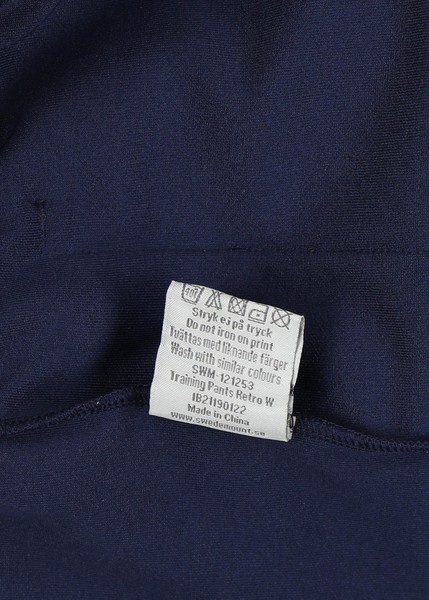 40
Stryk ej på tryck
Do not iron on print
Tvättas med liknande färger
Wash with similar colours
SWM-121253
Training Pants Retro W
IB21190122
Made in China
www.swedemount.se